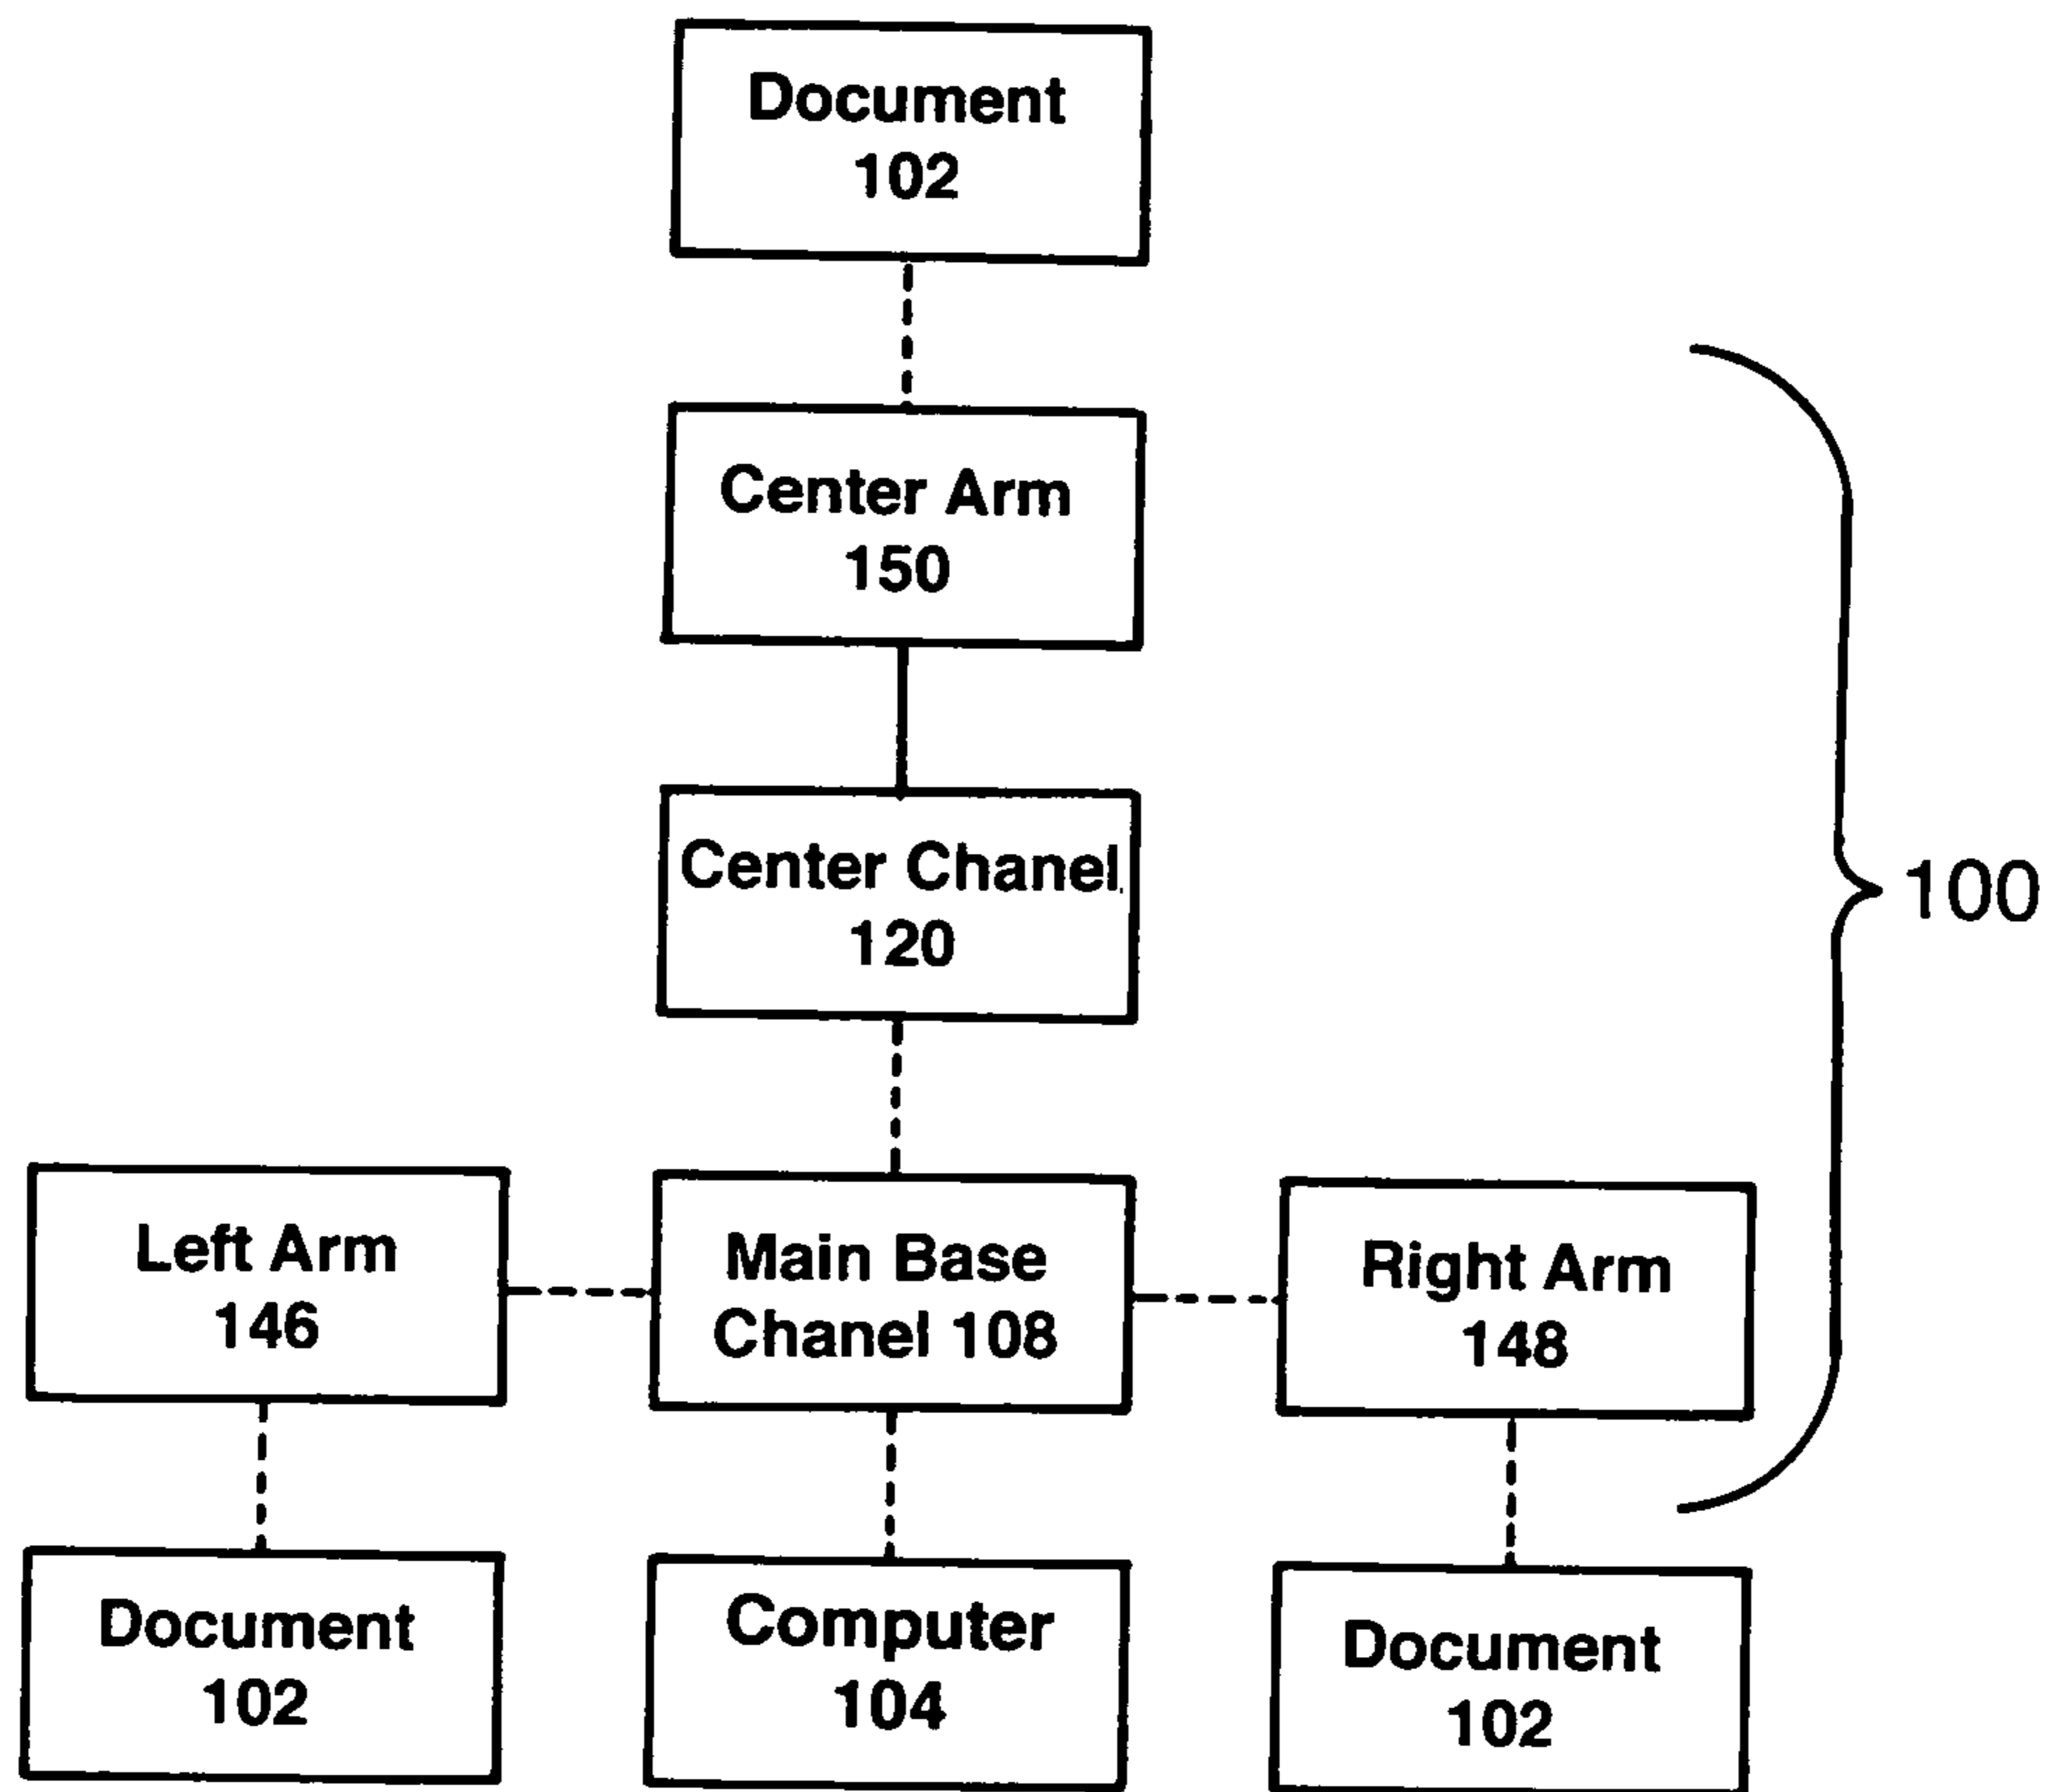 Document
102
Center Arm
150
Center Chanel
120
100
Left Arm
146
Main Base
Chanel 108
Right Arm
148
Document
102
Computer
104
Document
102